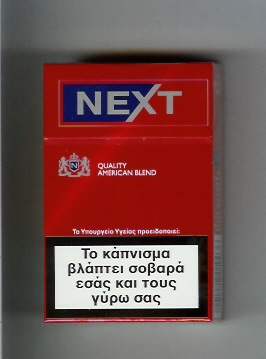 NEXT
N
QUALITY
AMERICAN BLEND
Το Υπουργείο Υγείας προειδοποιεί:
Το κάπνισμα
βλάπτει σοβαρά
εσάς και τους
γύρω σας